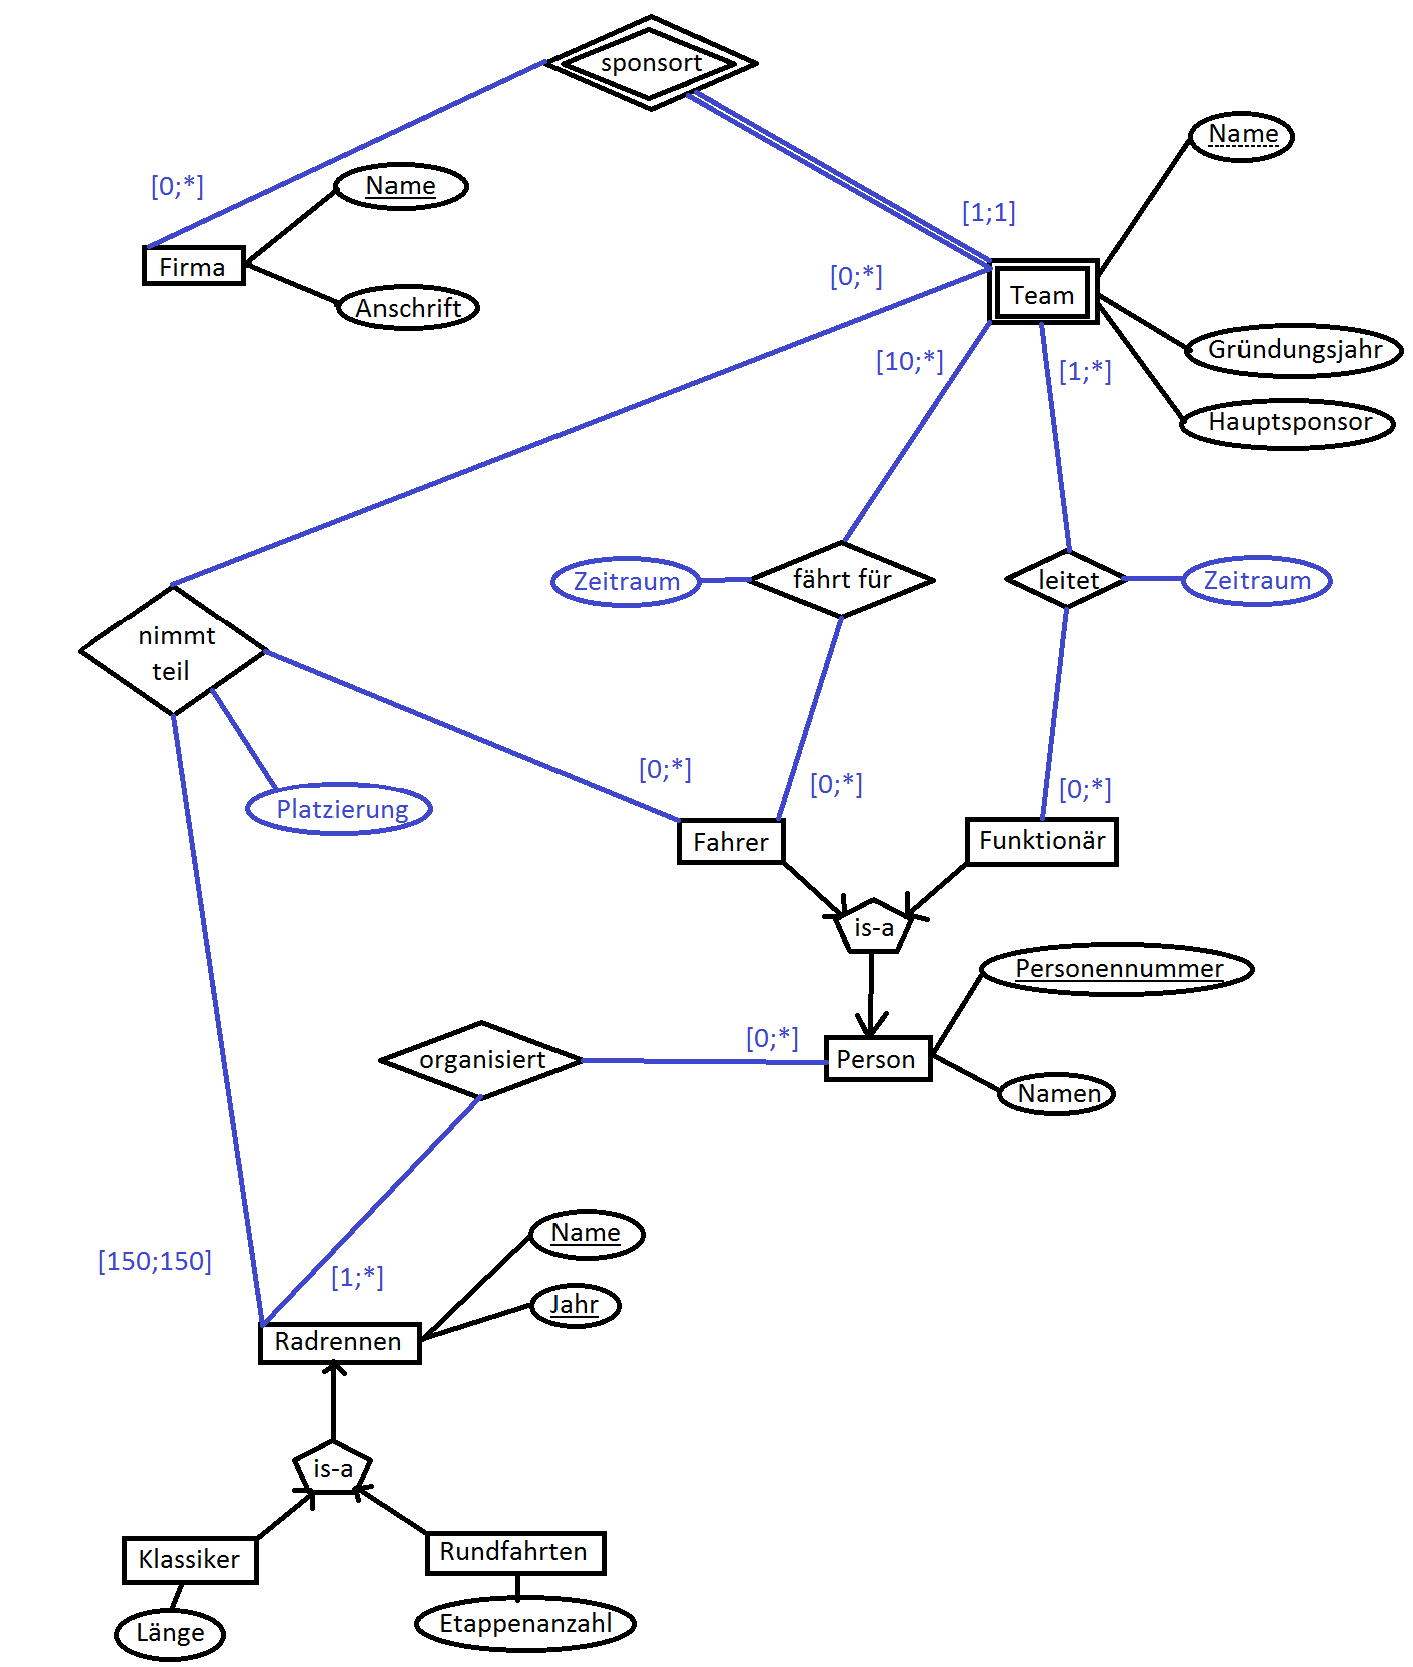 sponsort
Name
[0;*]
Name
[1;1]
Firma
[0;*]
Team
Anschrift
Gründungsjahr
[10;*]
[1;*]
Hauptsponsor
Zeitraum
fährt für
leitet
Zeitraum
nimmt
teil
[0;*]
[0;*]
[0;*]
Platzierung
Fahrer
Funktionär
is-a
Personennummer
[0;*]
organisiert
Person
Namen
Name
[150;150]
[1;*]
Jahr
Radrennen
is-a
Klassiker
Rundfahrten
Länge
Etappenanzahl